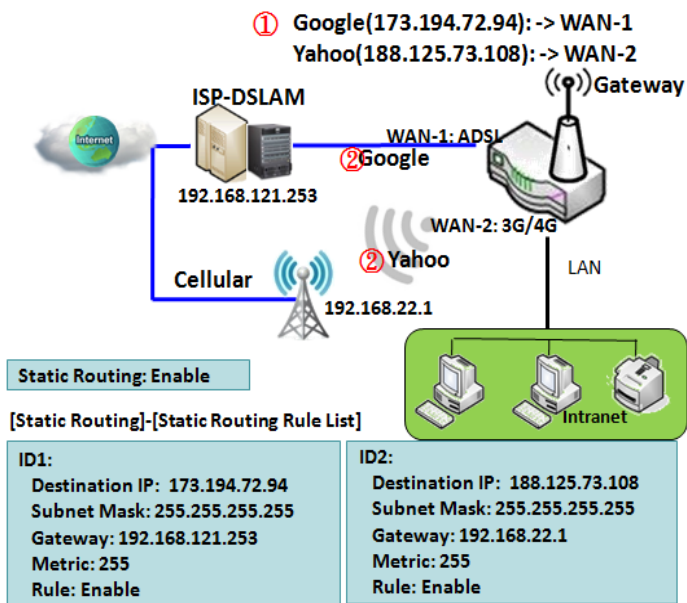 ① Google(173.194.72.94): -> WAN-1
Yahoo(188.125.73.108): -> WAN-2
Gateway
ISP-DSLAM
Internet
WAN-1: ADSL
②Google
192.168.121.253
WAN-2: 3G/4G
② Yahoo
LAN
Cellular
192.168.22.1
Intranet
Static Routing: Enable
[Static Routing]-[Static Routing Rule List]
ID1:
Destination IP: 173.194.72.94
Subnet Mask: 255.255.255.255
Gateway: 192.168.121.253
Metric: 255
Rule: Enable
ID2:
Destination IP: 188.125.73.108
Subnet Mask: 255.255.255.255
Gateway: 192.168.22.1
Metric: 255
Rule: Enable